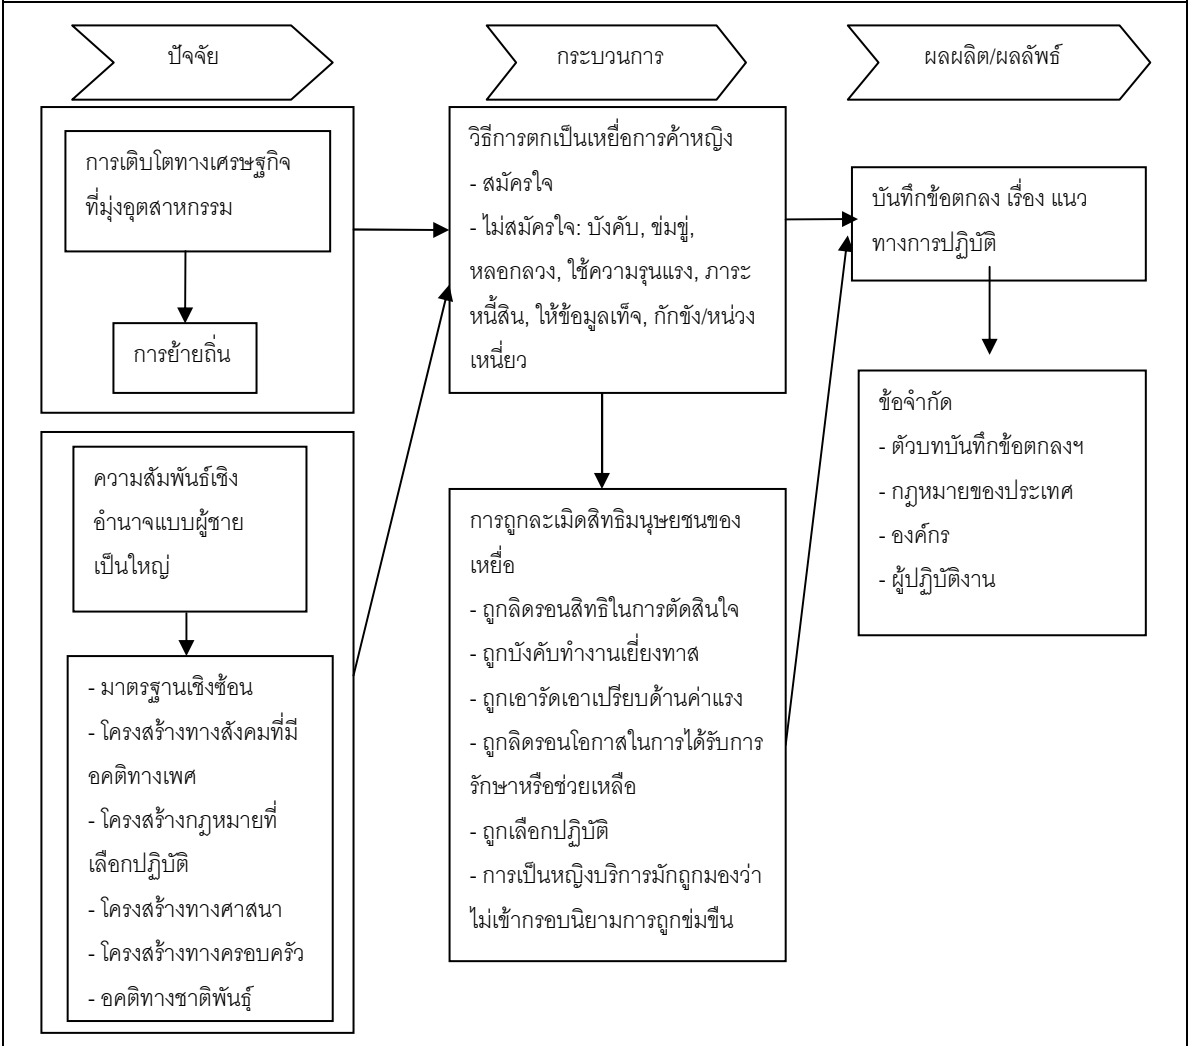 ปัจจัย
กระบวนการ
ผลผลิต/ผลลัพธ์
การเติบโตทางเศรษฐกิจ
ที่มุ่งอุตสาหกรรม
การย้ายถิ่น
ความสัมพันธ์เชิง
อำนาจแบบผู้ชาย
เป็นใหญ่
- มาตรฐานเชิงซ้อน
- โครงสร้างทางสังคมที่มี
อคติทางเพศ
- โครงสร้างกฎหมายที่
เลือกปฏิบัติ
- โครงสร้างทางศาสนา
- โครงสร้างทางครอบครัว
- อคติทางชาติพันธุ์
วิธีการตกเป็นเหยื่อการค้าหญิง
- สมัครใจ
- ไม่สมัครใจ: บังคับ, ข่มขู่,
หลอกลวง, ใช้ความรุนแรง, ภาระ
หนี้สิน, ให้ข้อมูลเท็จ, กักขัง/หน่วง
เหนี่ยว
การถูกละเมิดสิทธิมนุษยชนของ
เหยื่อ
- ถูกลิดรอนสิทธิในการตัดสินใจ
- ถูกบังคับทำงานเยี่ยงทาส
- ถูกเอารัดเอาเปรียบด้านค่าแรง
- ถูกลิดรอนโอกาสในการได้รับการ
รักษาหรือช่วยเหลือ
- ถูกเลือกปฏิบัติ
- การเป็นหญิงบริการมักถูกมองว่า
ไม่เข้ากรอบนิยามการถูกข่มขืน
บันทึกข้อตกลง เรื่อง แนว
ทางการปฏิบัติ
ข้อจำกัด
- ตัวบทบันทึกข้อตกลงฯ
- กฎหมายของประเทศ
- องค์กร
- ผู้ปฏิบัติงาน